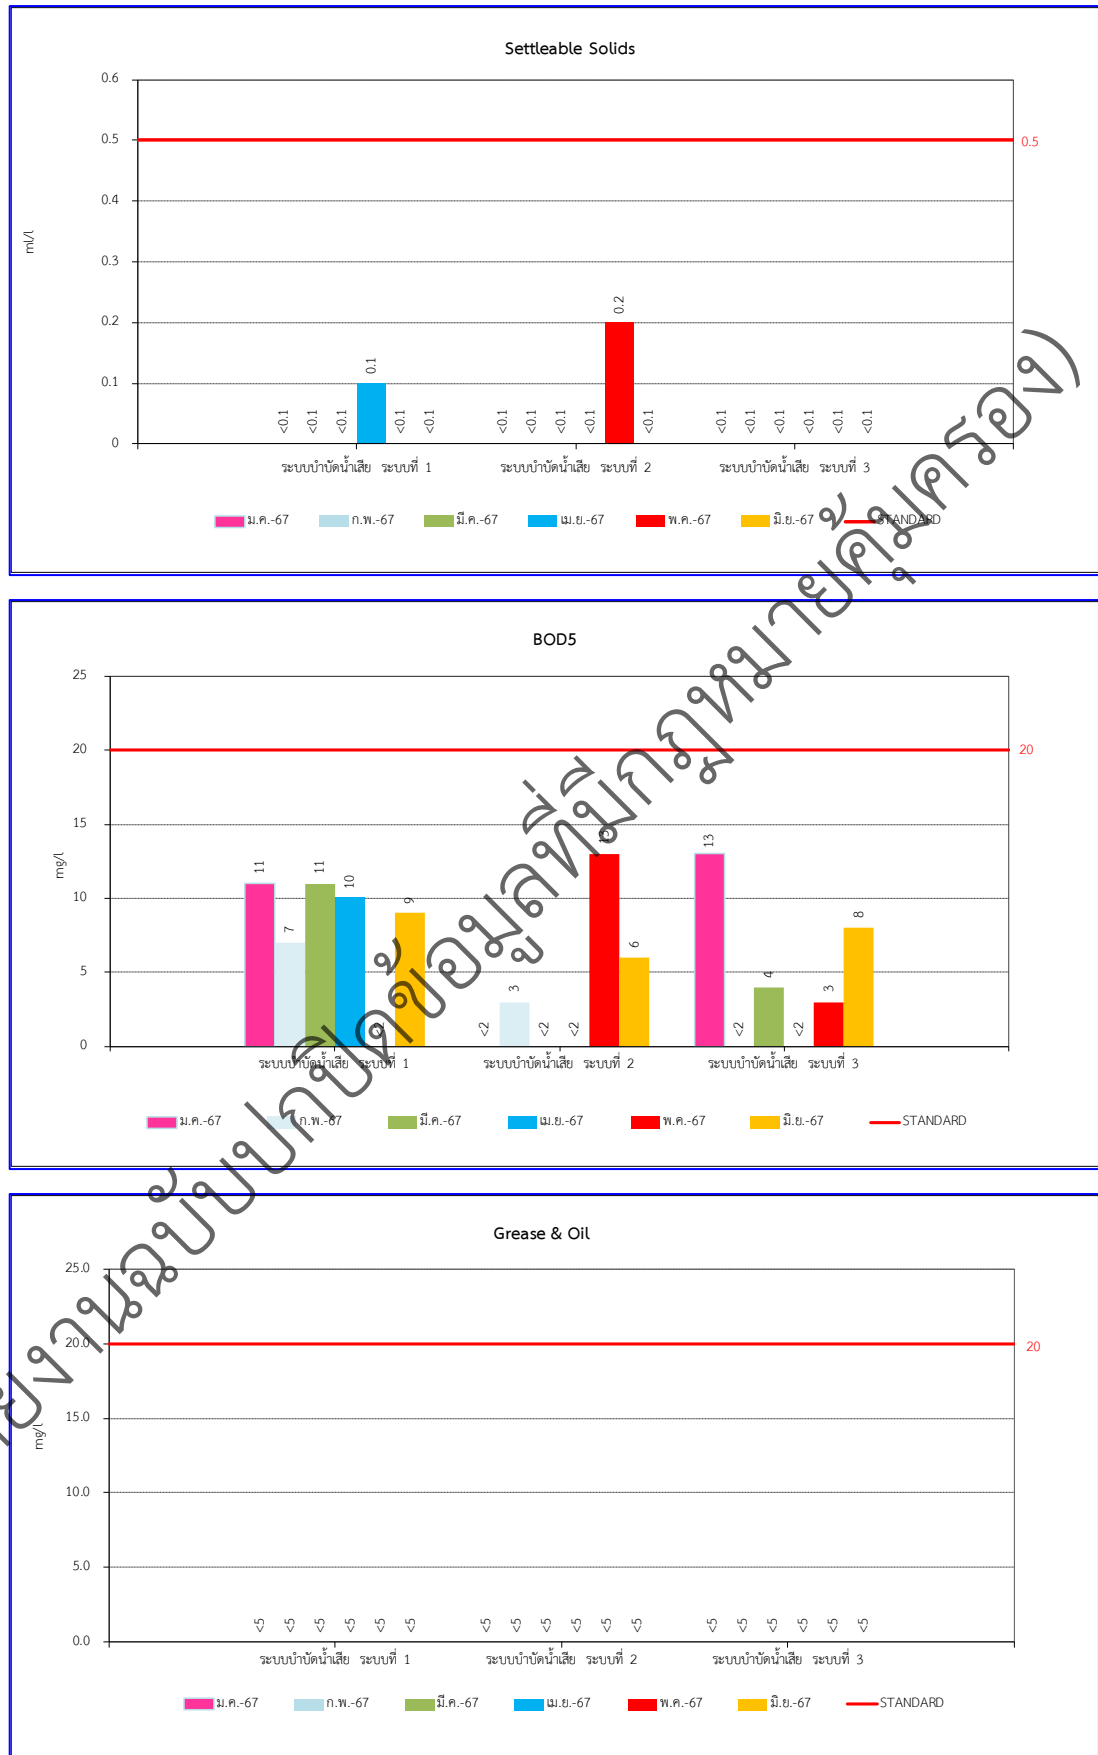 Settleable Solids
0.6
0.5
0.5
0.4
ml/l
0.3
0.2
0.2
0.1
0.1
<0.1 <0.1 <0.1 <0.1 <0.1 <0.1 <0.1 <0.1 <0.1 <0.1 <0.1 <0.1 <0.1 <0.1 <0.1 <0.1
0
ระบบบำบัดน้ำเสีย ระบบที่ 1 ระบบบำบัดน้ำเสีย ระบบที่ 2 ระบบบำบัดน้ำเสีย ระบบที่ 3
ม.ค.-67 ก.พ.-67 มี.ค.-67 เม.ย.-67 พ.ค.-67 มิ.ย.-67 STANDARD
BOD5
25
20
20
15
mg/l
10
5
0
11 7 11 10 <2 9 <2 3 <2 <2 13 6 13 <2 4 <2 3 8
ระบบบำบัดน้ำเสีย ระบบที่ 1 ระบบบำบัดน้ำเสีย ระบบที่ 2 ระบบบำบัดน้ำเสีย ระบบที่ 3
ม.ค.-67 ก.พ.-67 มี.ค.-67 เม.ย.-67 พ.ค.-67 มิ.ย.-67 STANDARD
Grease & Oil
25.0
20.0
20
15.0
mg/l
10.0
5.0
<5 <5 <5 <5 <5 <5 <5 <5 <5 <5 <5 <5 <5 <5 <5 <5 <5 <5
0.0
ระบบบำบัดน้ำเสีย ระบบที่ 1 ระบบบำบัดน้ำเสีย ระบบที่ 2 ระบบบำบัดน้ำเสีย ระบบที่ 3
ม.ค.-67 ก.พ.-67 มี.ค.-67 เม.ย.-67 พ.ค.-67 มิ.ย.-67 STANDARD
ยงานฉบับปกปิดข้อมูลที่มีกฎหมายคุ้มครอง)